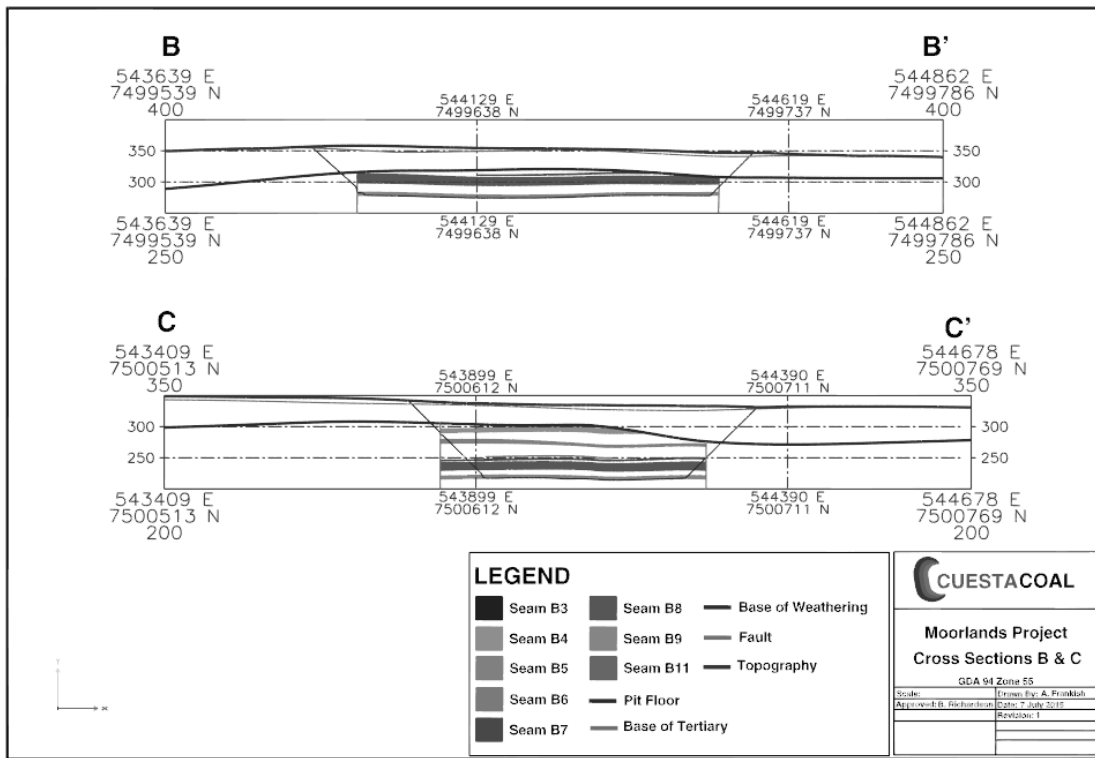 B
B'
543639 E
7499539 N
400
544129 E
7499638 N
544619 E
7499737 N
544862 E
7499786 N
400
350
350
300
300
543639 E
7499539 N
250
544129 E
7499638 N
544619 E
7499737 N
544862 E
7499786 N
250
C
C'
543409 E
7500513 N
350
543899 E
7500612 N
544390 E
7500711 N
544678 E
7500769 N
350
300
300
250
250
543409 E
7500513 N
200
543899 E
7500612 N
544390 E
7500711 N
544678 E
7500769 N
200
LEGEND
Seam B3
Seam B4
Seam B5
Seam B6
Seam B7
Seam B8
Seam B9
Seam B11
Pit Floor
Base of Tertiary
Base of Weathering
Fault
Topography
CUESTACOAL
Moorlands Project
Cross Sections B & C
GDA 94 Zone 55
Scale:
Drawn By: A. Frankish
Approved: B. Richardson
Date: 7 July 2015
Revision: 1
Y
X